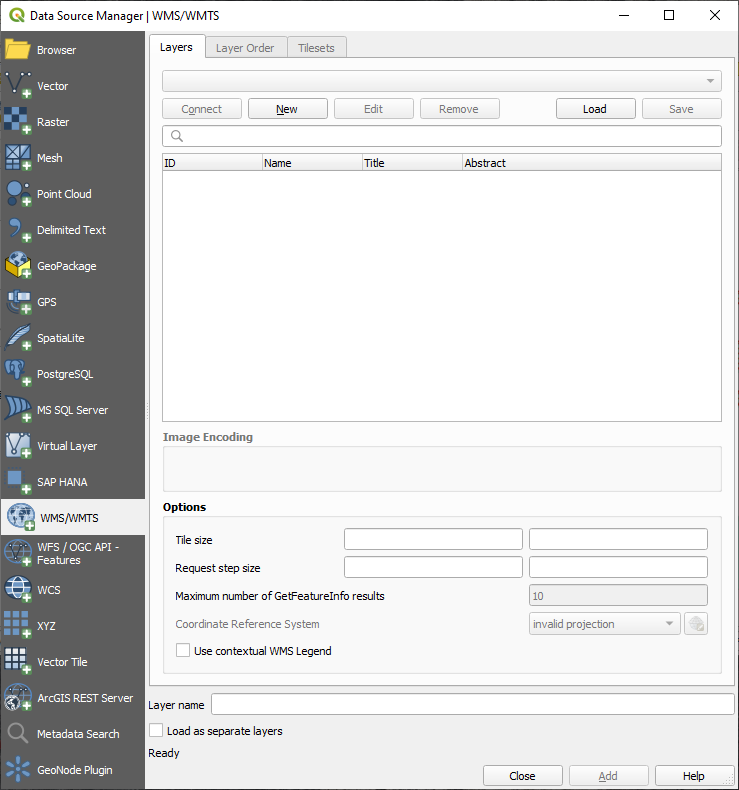 Data Source Manager | WMS/WMTS
Browser
Vector
Raster
Mesh
Point Cloud
Delimited Text
GeoPackage
GPS
SpatiaLite
PostgreSQL
MS SQL Server
Virtual Layer
SAP HANA
WMS/WMTS
WFS / OGC API -
Features
WCS
XYZ
Vector Tile
ArcGIS REST Server
Metadata Search
GeoNode Plugin
Layers Layer Order Tilesets
Connect New Edit Remove Load Save
ID Name Title Abstract
Image Encoding
Options
Tile size
Request step size
Maximum number of GetFeatureInfo results 10
Coordinate Reference System invalid projection
Use contextual WMS Legend
Layer name
Load as separate layers
Ready
Close Add Help